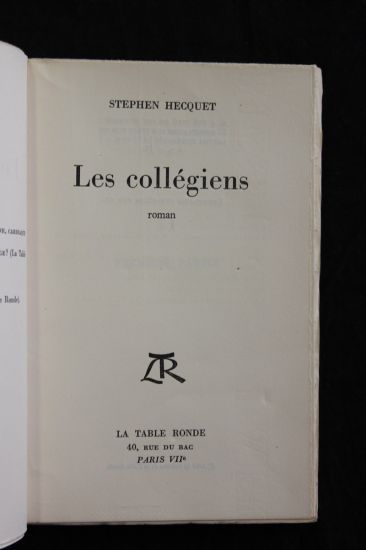 STEPHEN HECQUET
Les collégiens
roman
TR
LA TABLE RONDE
40, RUE DU BAC
PARIS VIIe